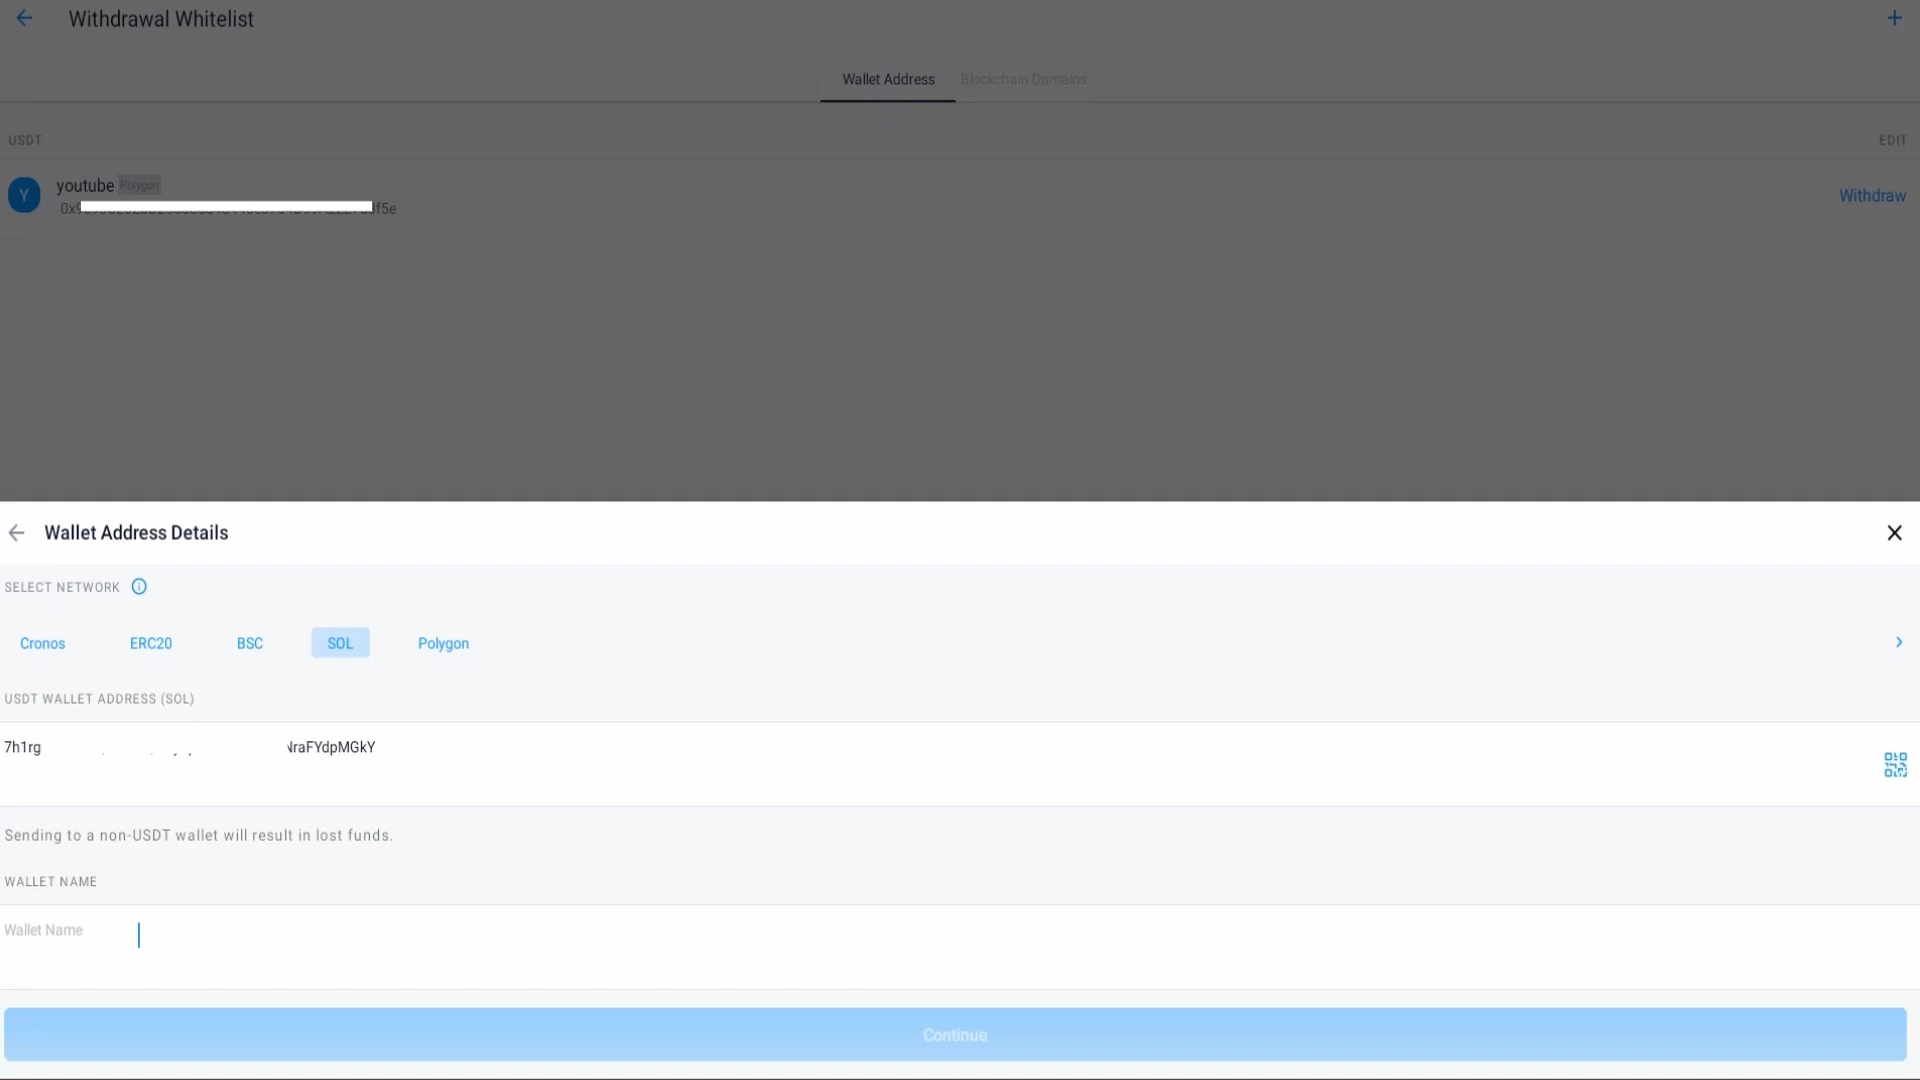 Withdrawal Whitelist
Wallet Address Blockchain Domains
USDT EDIT
Y youtube Polygon
Withdraw
Wallet Address Details
SELECT NETWORK
Cronos ERC20 BSC SOL Polygon
USDT WALLET ADDRESS (SOL)
7h1rg raFYdpMGkY
Sending to a non-USDT wallet will result in lost funds.
WALLET NAME
Wallet Name
Continue